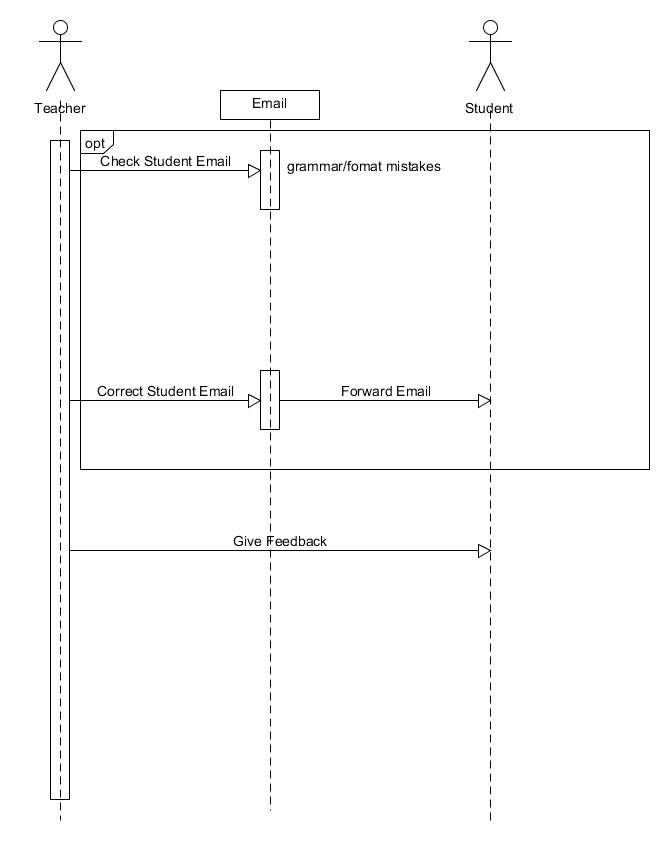 Teacher
Email
Student
opt
Check Student Email
grammar/fomat mistakes
Correct Student Email
Forward Email
Give Feedback